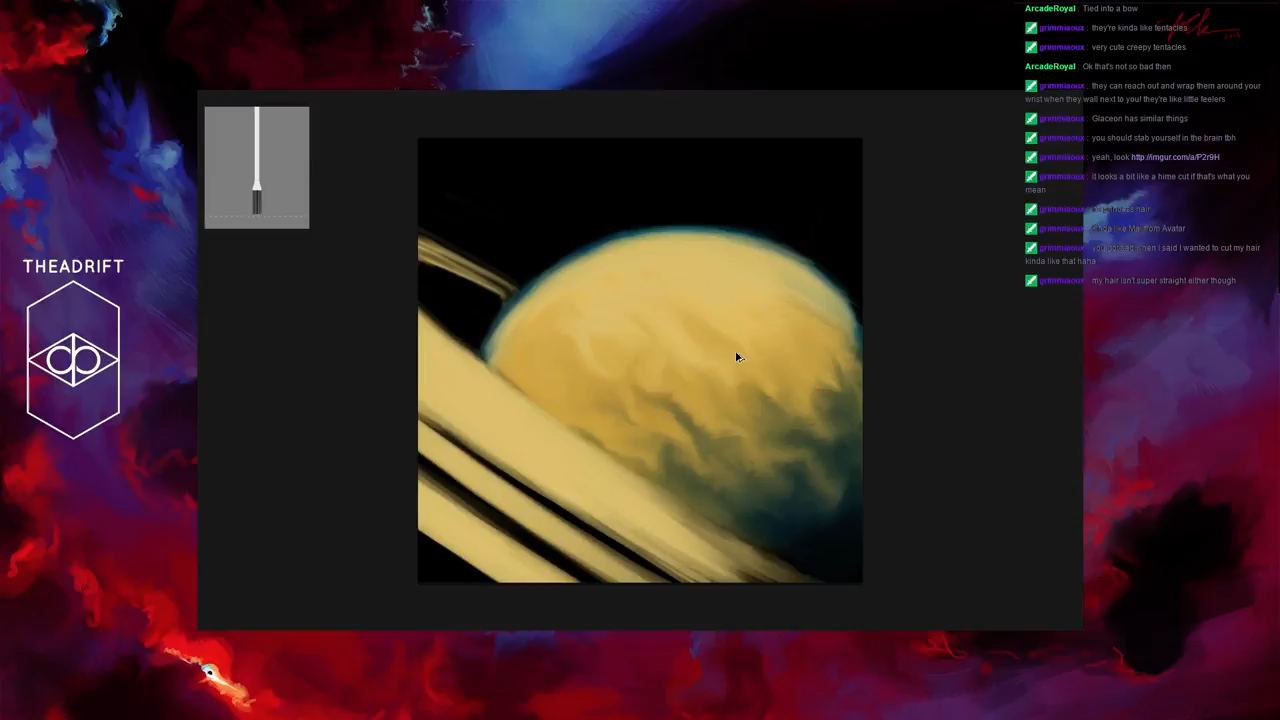 ArcadeRoyal : Tied into a bow
grimmiaoux : they're kinda like tentacles
grimmiaoux : very cute creepy tentacles
ArcadeRoyal : Ok that's not so bad then
grimmiaoux : they can reach out and wrap them around your
wrist when they wall next to you! they're like little feelers
grimmiaoux : Glaceon has similar things
grimmiaoux : you should stab yourself in the brain tbh
grimmiaoux : yeah, look http://imgur.com/a/P2r9H
grimmiaoux : It looks a bit like a hime cut if that's what you
mean
grimmiaoux : hair
grimmiaoux : kinda like Mai from Avatar
grimmiaoux : when I said I wanted to cut my hair
kinda like that haha
grimmiaoux : my hair isn't super straight either though
THEADRIFT